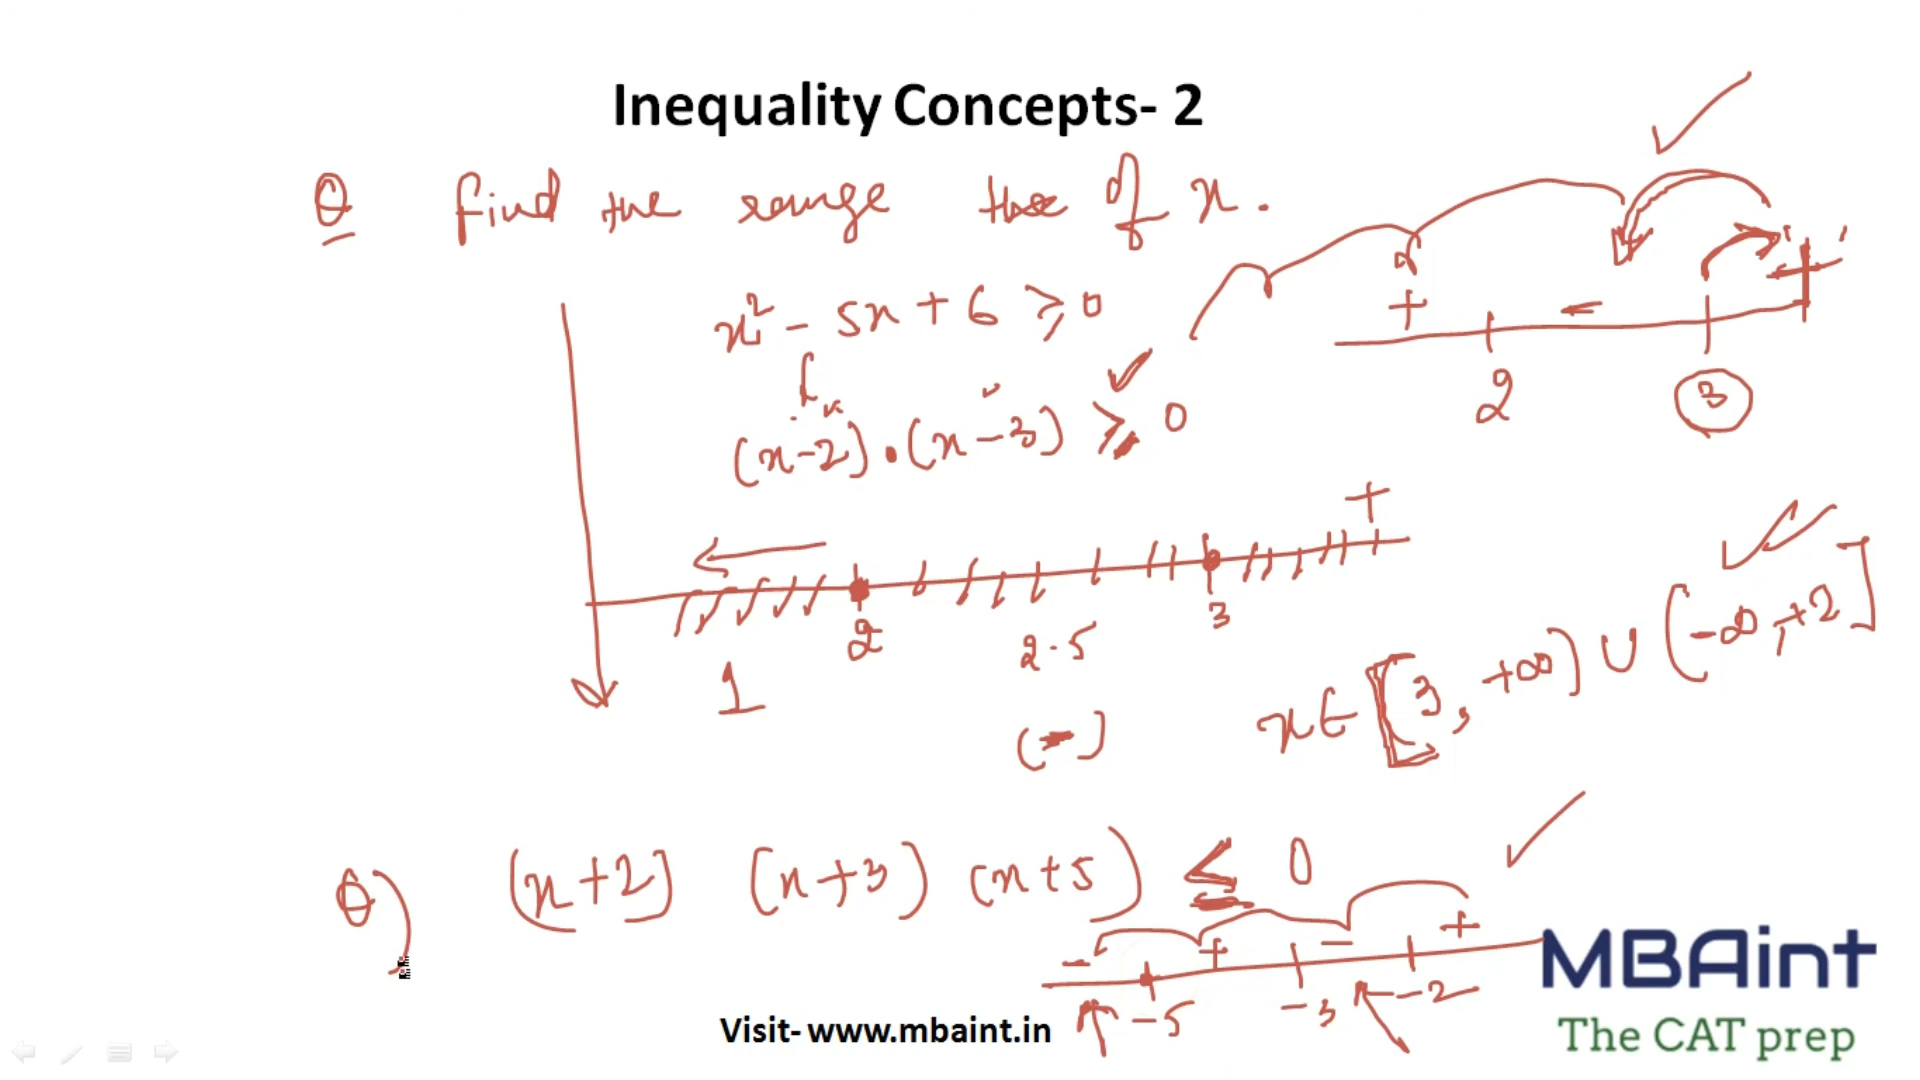 Inequality Concepts- 2
Q find the range of x.
x² - 5x + 6 ≥ 0
(x-2).(x-3) ≥ 0
+ - +
2 3
+
2 2.5 3
1
(-)
x ∈ [3, +∞) ∪ (-∞, +2]
Q) (x+2) (x+3) (x+5) ≤ 0
- + - +
-5 -3 -2
MBAint
The CAT prep
Visit- www.mbaint.in